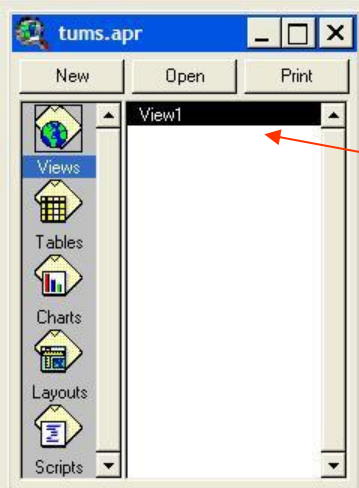 tums.apr
New Open Print
View1
Views
Tables
Charts
Layouts
Scripts